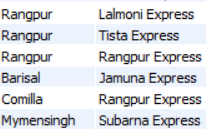 Rangpur Lalmoni Express
Rangpur Tista Express
Rangpur Rangpur Express
Barisal Jamuna Express
Comilla Rangpur Express
Mymensingh Subarna Express